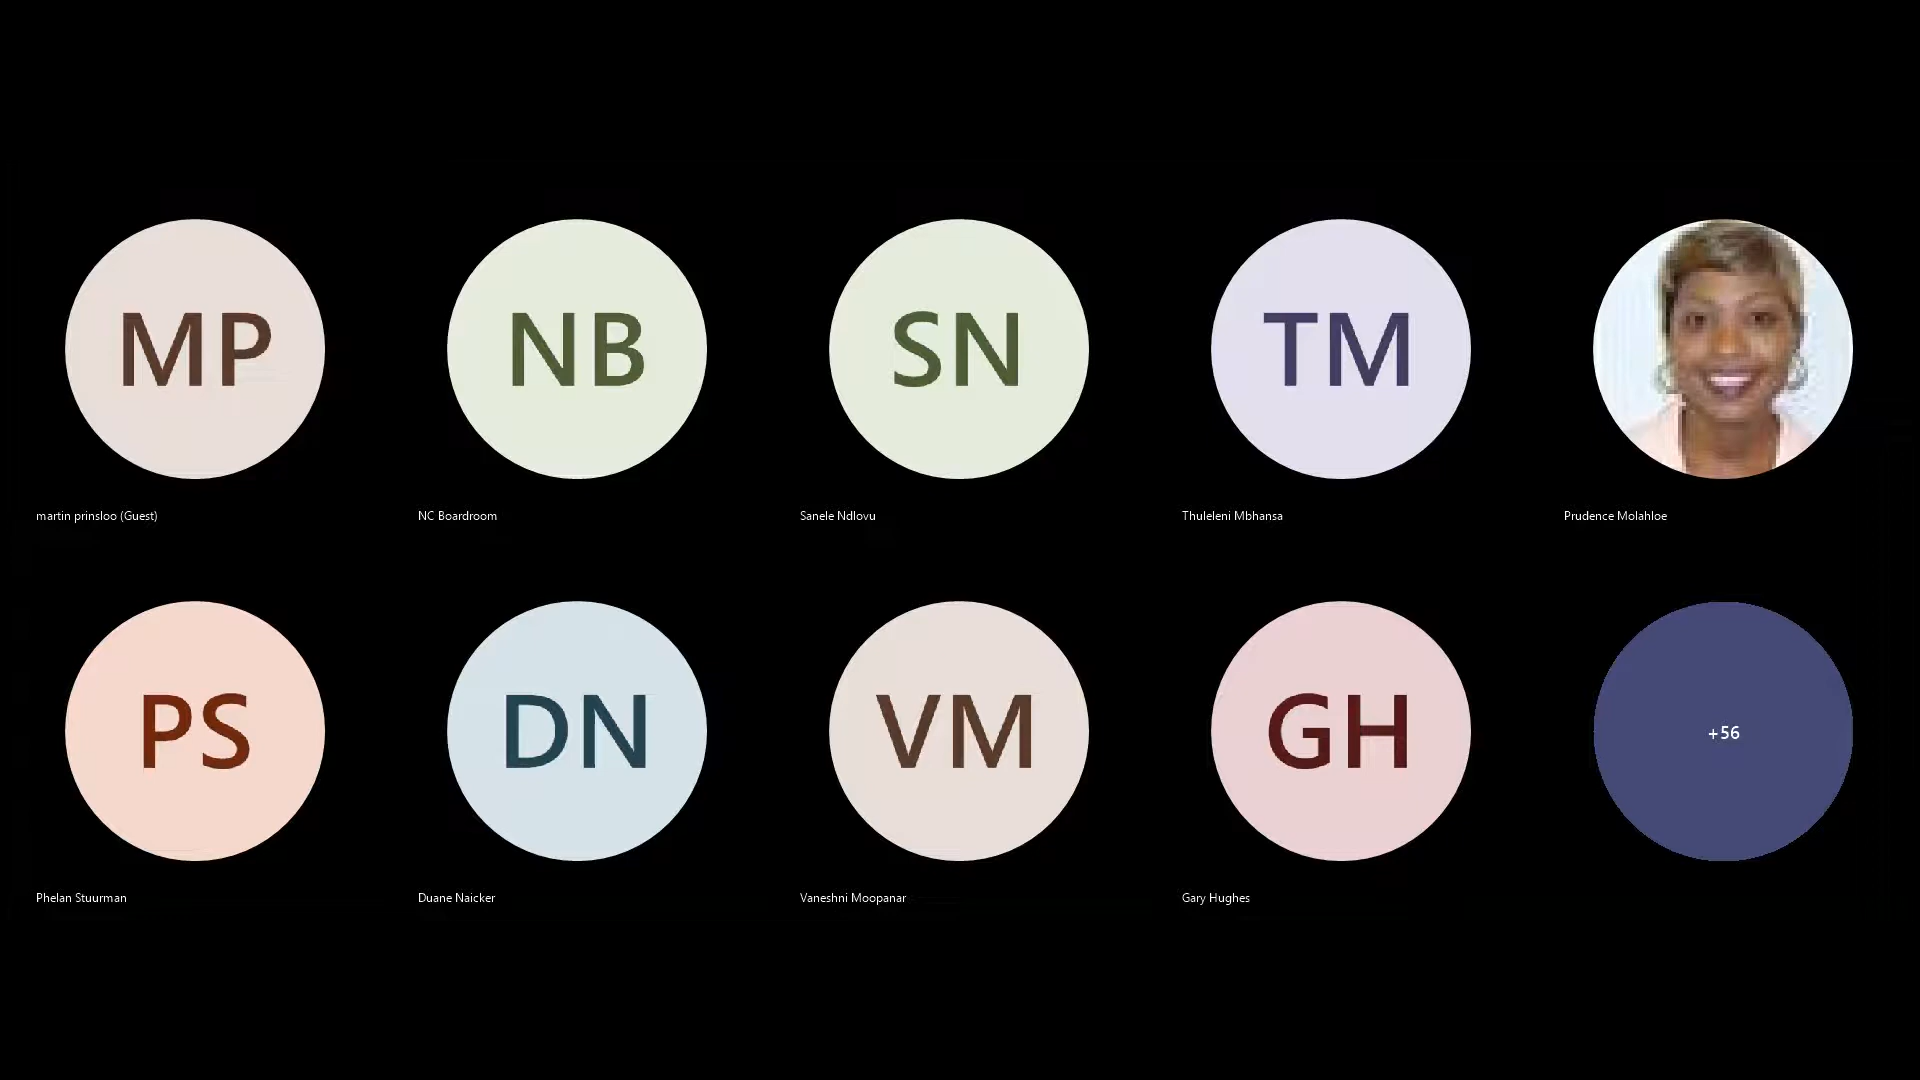 MP
NB
SN
TM
martin prinsloo (Guest)
NC Boardroom
Sanele Ndlovu
Thuleleni Mbhansa
Prudence Molahloe
PS
DN
VM
GH
+56
Phelan Stuurman
Duane Naicker
Vaneshni Moopanar
Gary Hughes